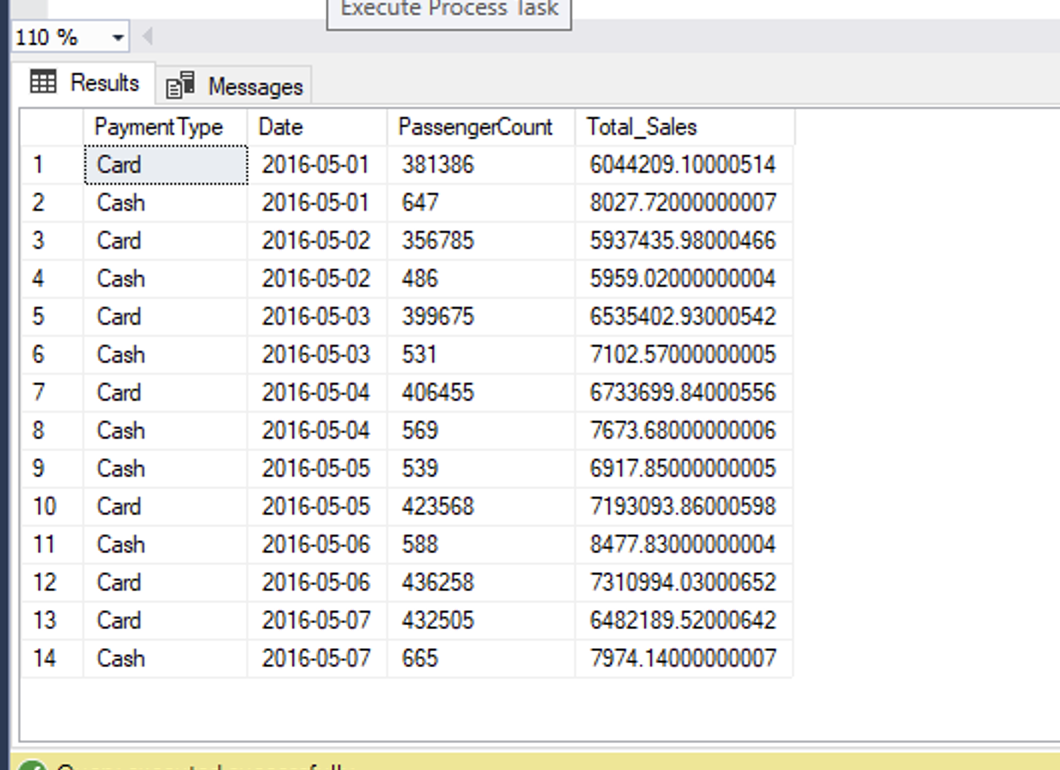 Execute Process Task
110 %
Results Messages
PaymentType Date PassengerCount Total_Sales
1 Card 2016-05-01 381386 6044209.10000514
2 Cash 2016-05-01 647 8027.72000000007
3 Card 2016-05-02 356785 5937435.98000466
4 Cash 2016-05-02 486 5959.02000000004
5 Card 2016-05-03 399675 6535402.93000542
6 Cash 2016-05-03 531 7102.57000000005
7 Card 2016-05-04 406455 6733699.84000556
8 Cash 2016-05-04 569 7673.68000000006
9 Cash 2016-05-05 539 6917.85000000005
10 Card 2016-05-05 423568 7193093.86000598
11 Cash 2016-05-06 588 8477.83000000004
12 Card 2016-05-06 436258 7310994.03000652
13 Card 2016-05-07 432505 6482189.52000642
14 Cash 2016-05-07 665 7974.14000000007